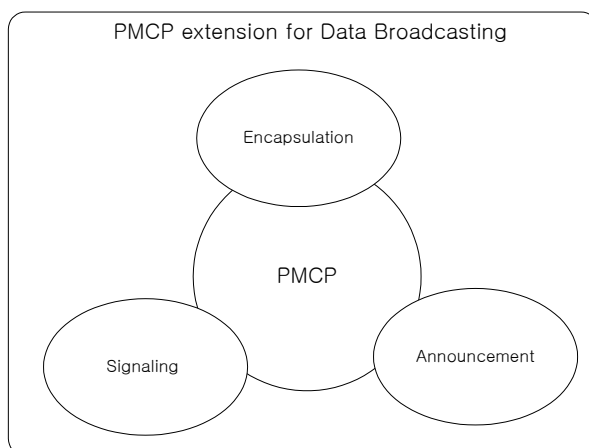 PMCP extension for Data Broadcasting
Encapsulation
PMCP
Signaling
Announcement